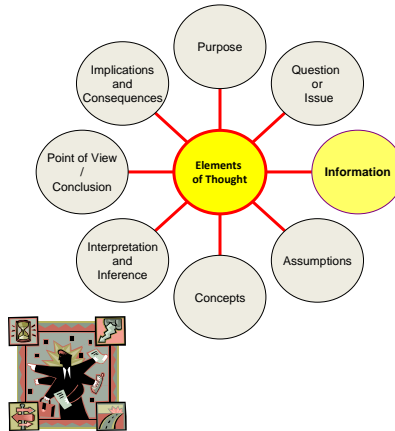 Purpose
Implications
and
Consequences
Question
or
Issue
Point of View
/
Conclusion
Elements
of Thought
Information
Interpretation
and
Inference
Assumptions
Concepts